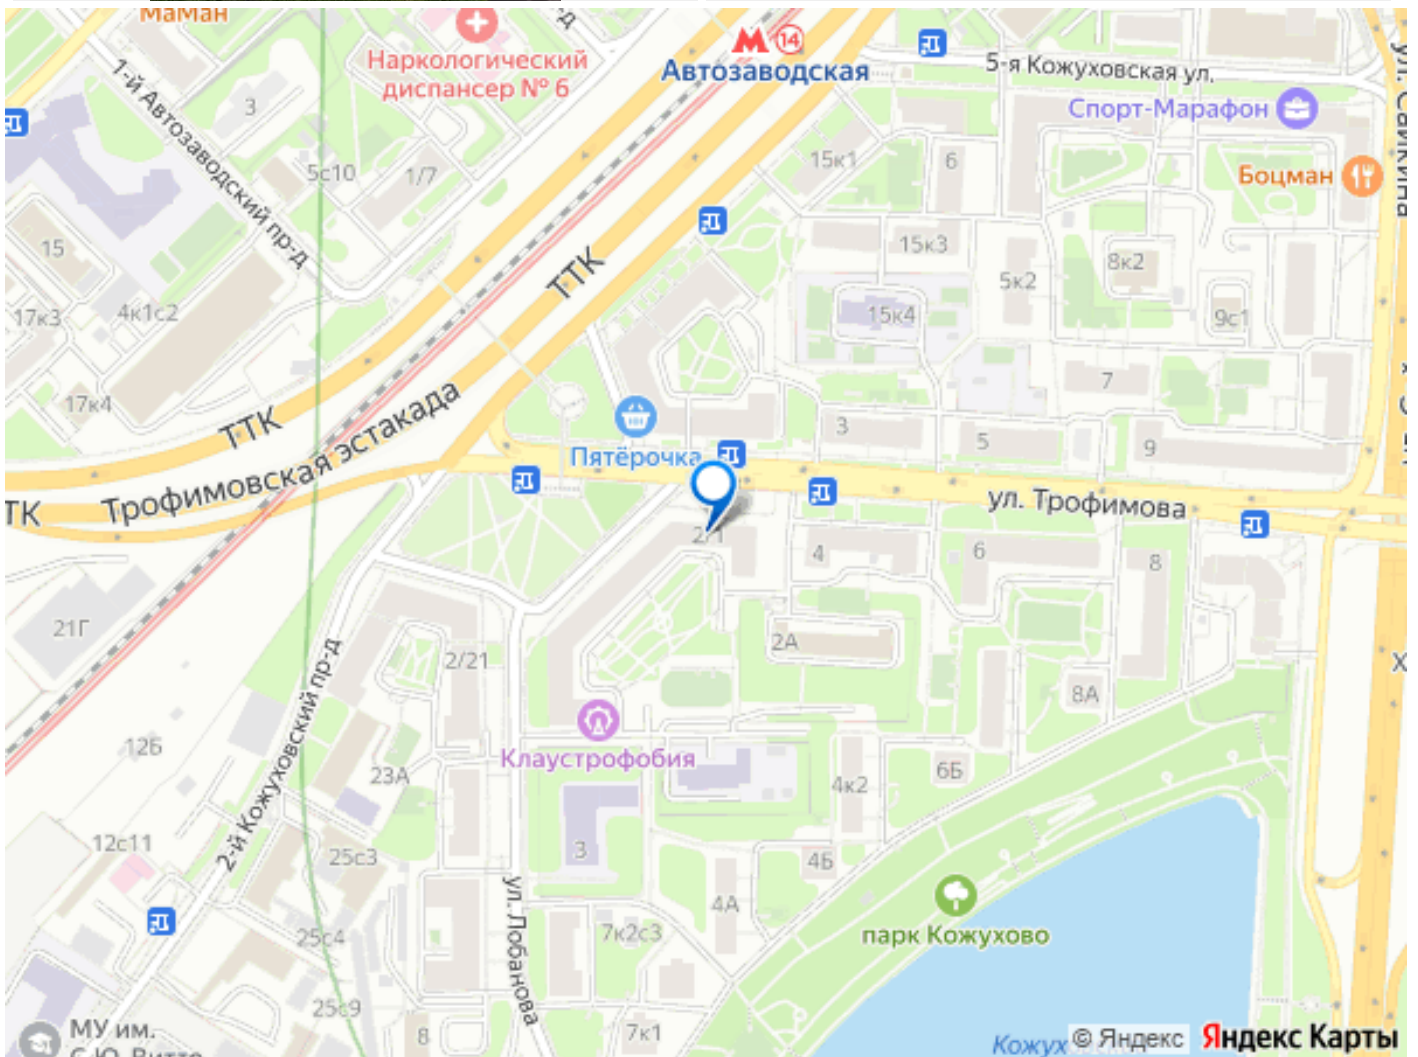 МаМан
Наркологический
диспансер № 6
14
Автозаводская
5-я Кожуховская ул.
Спорт-Марафон
Боцман
ул. Сайкина
1-й Автозаводский пр-д
3
5с10
1/7
15к1
6
15
15к3
8к2
5к2
17к3
4к1с2
ТТК
15к4
9с1
7
17к4
ТТК
Трофимовская эстакада
ТК
Пятёрочка
3
5
9
ул. Трофимова
2/1
4
6
8
21Г
2А
2/21
8А
2-й Кожуховский пр-д
12Б
Клаустрофобия
23А
4к2
6Б
12с11
25с3
3
4Б
ул. Лобанова
4А
парк Кожухово
25с4
7к2с3
25с9
8
7к1
МУ им.
С.Ю. Витте
Кожух
© Яндекс
Яндекс Карты